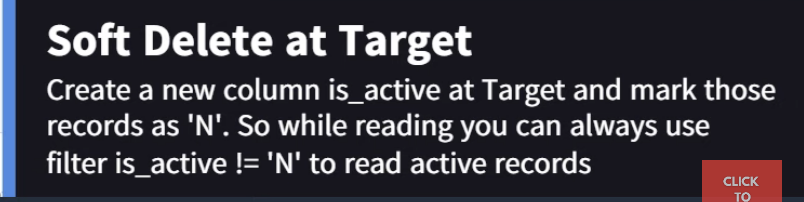 Soft Delete at Target
Create a new column is_active at Target and mark those
records as 'N'. So while reading you can always use
filter is_active != 'N' to read active records
CLICK
TO